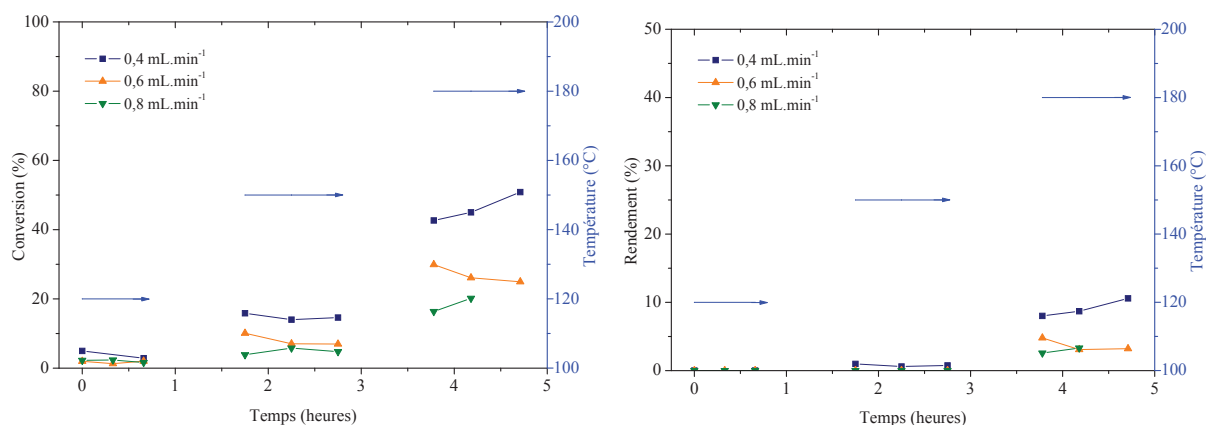 100
80
60
40
20
0
Conversion (%)
0,4 mL.min⁻¹
0,6 mL.min⁻¹
0,8 mL.min⁻¹
200
180
160
140
120
100
Température (°C)
0 1 2 3 4 5
Temps (heures)
50
40
30
20
10
0
Rendement (%)
0,4 mL.min⁻¹
0,6 mL.min⁻¹
0,8 mL.min⁻¹
200
180
160
140
120
100
Température (°C)
0 1 2 3 4 5
Temps (heures)